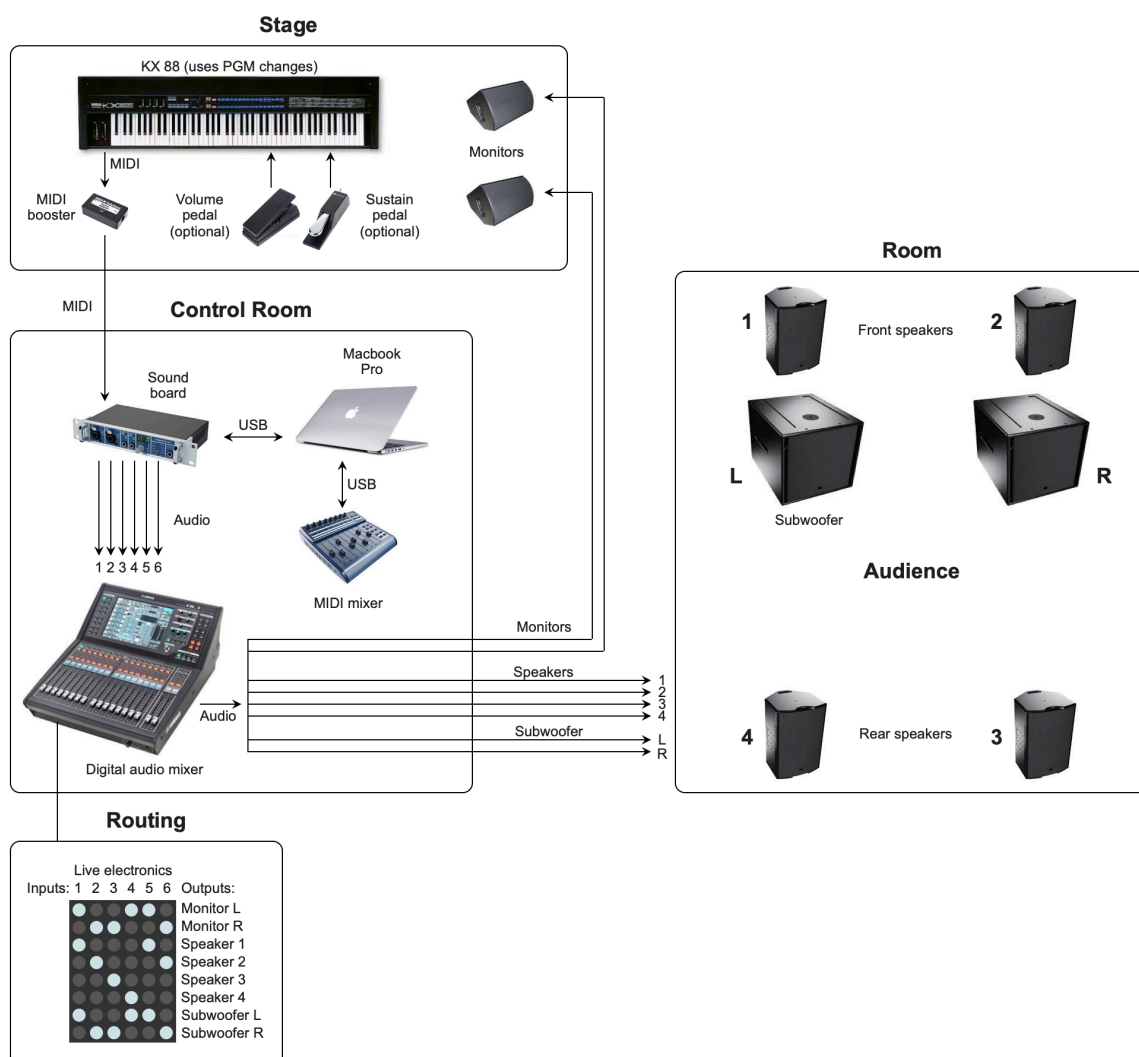 Stage
KX 88 (uses PGM changes)
MIDI
MIDI
booster
Volume
pedal
(optional)
Sustain
pedal
(optional)
Monitors
MIDI
Control Room
Sound
board
Macbook
Pro
USB
USB
Audio
1 2 3 4 5 6
MIDI mixer
Digital audio mixer
Audio
Monitors
Speakers
1
2
3
4
Subwoofer
L
R
Room
1
Front speakers
2
L
R
Subwoofer
Audience
4
Rear speakers
3
Routing
Live electronics
Inputs: 1 2 3 4 5 6 Outputs:
Monitor L
Monitor R
Speaker 1
Speaker 2
Speaker 3
Speaker 4
Subwoofer L
Subwoofer R